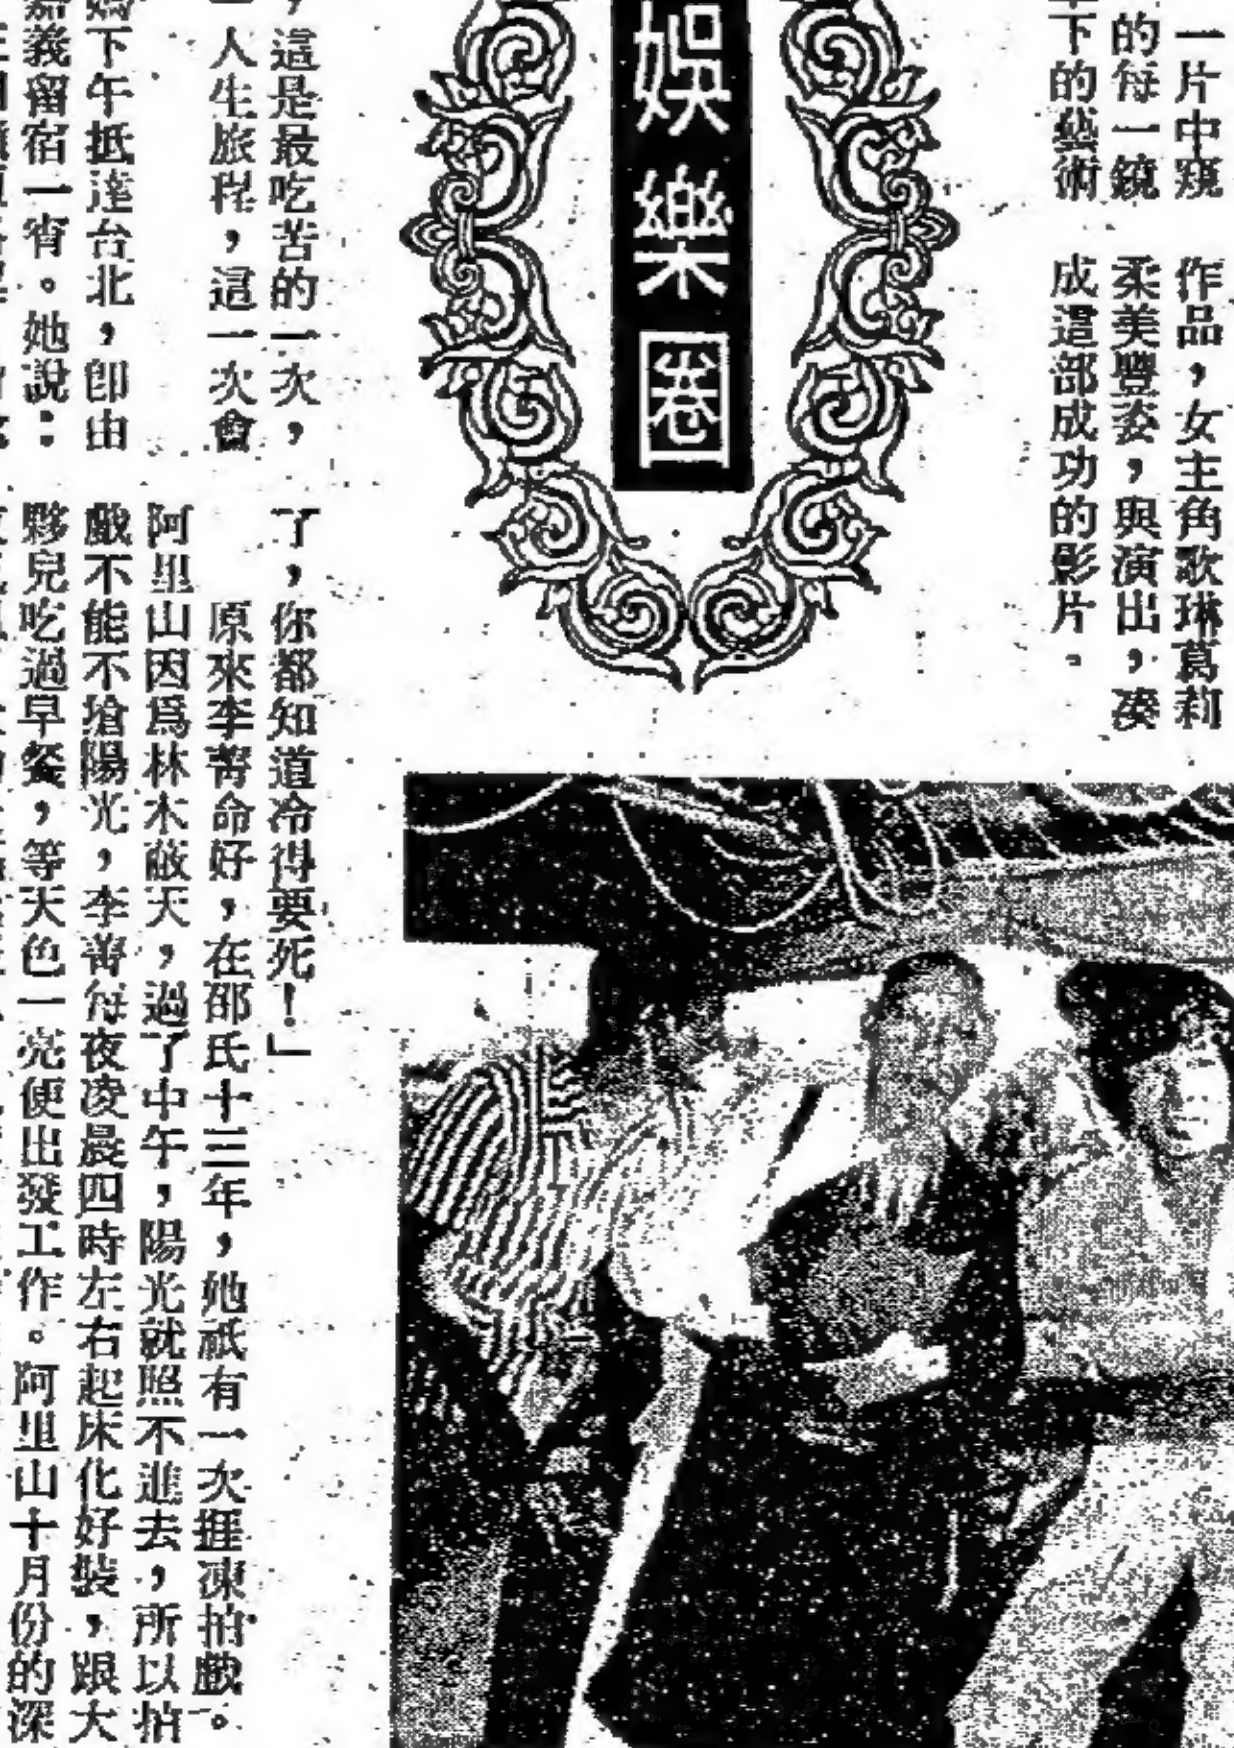 一片中窺
的每一鏡
下的藝術
作品，女主角歌琳葛莉
柔美豐姿，與演出，湊
成這部成功的影片。
娛樂圈
，這是最吃苦的一次，
一人生旅程，這一次會
下午抵達台北，即由
義留宿一宵。她說：
了，你都知道冷得要死！」
原來李菁命好，在邵氏十三年，她祇有一次捱凍拍戲。
阿里山因爲林木蔽天，過了中午，陽光就照不進去，所以拍
戲不能不搶陽光，李菁每夜凌晨四時左右起床化好裝，跟大
夥兒吃過早餐，等天色一亮便出發工作。阿里山十月份的深